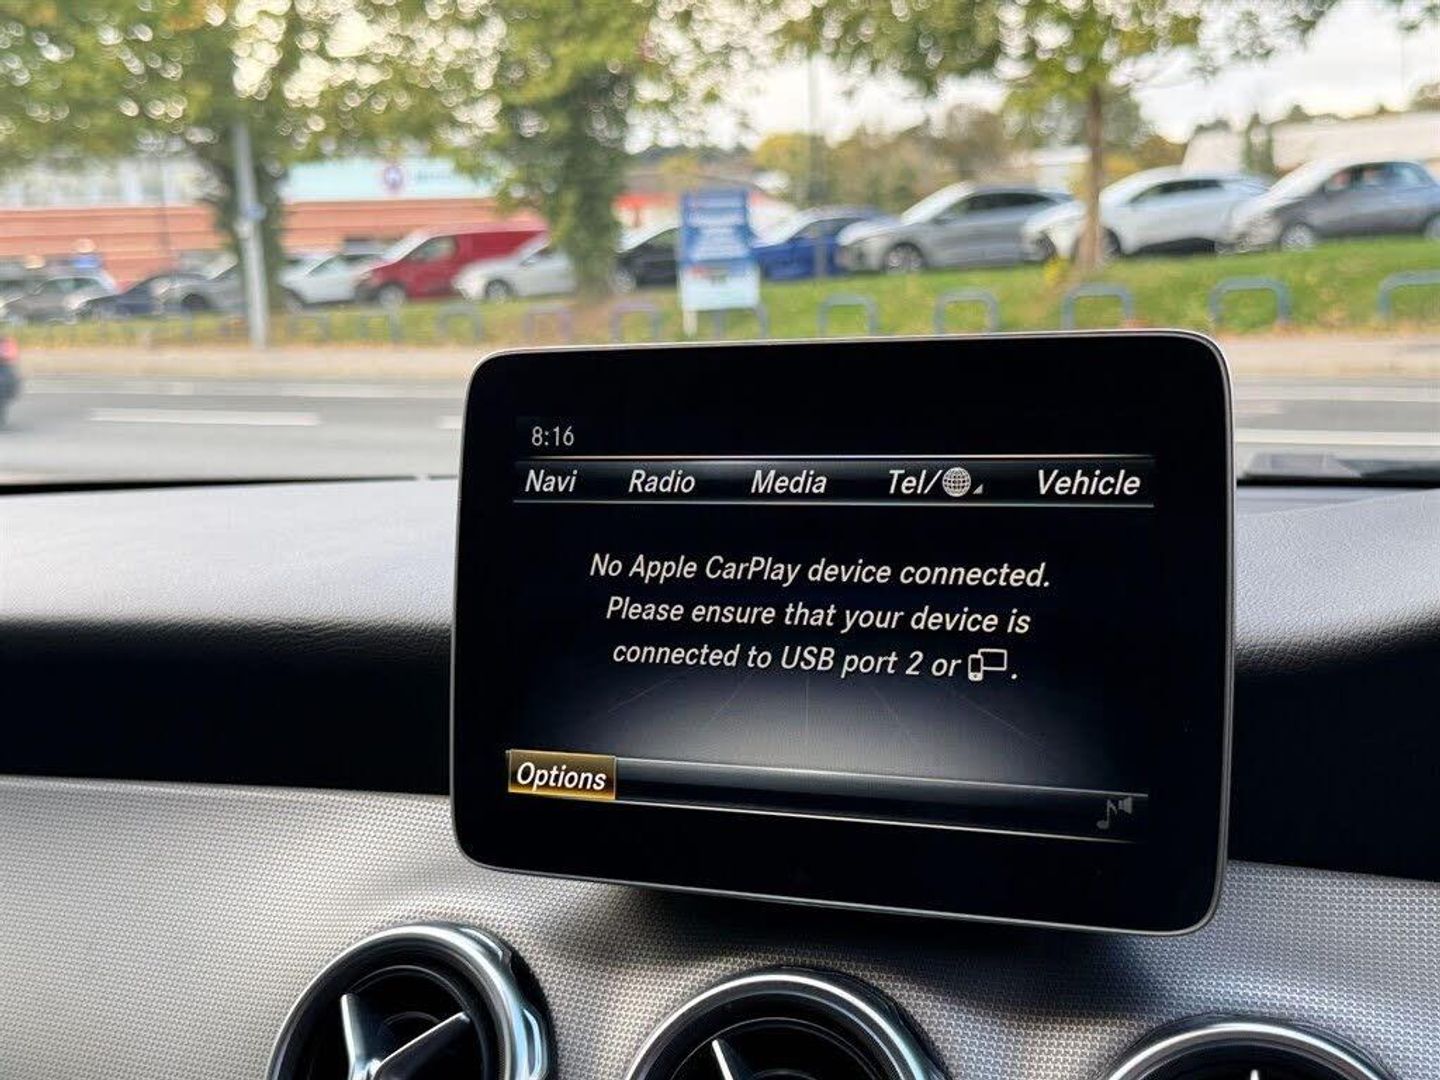 8:16
Navi Radio Media Tel/ Vehicle
No Apple CarPlay device connected.
Please ensure that your device is
connected to USB port 2 or .
Options